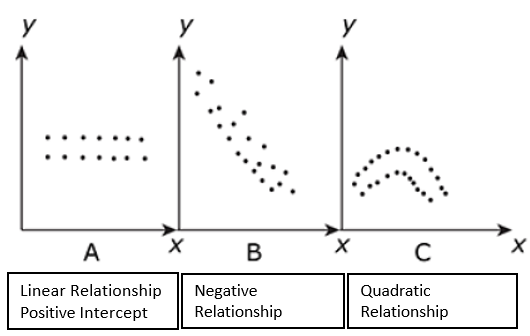 y y y
x x x
A B C
Linear Relationship
Positive Intercept
Negative
Relationship
Quadratic
Relationship